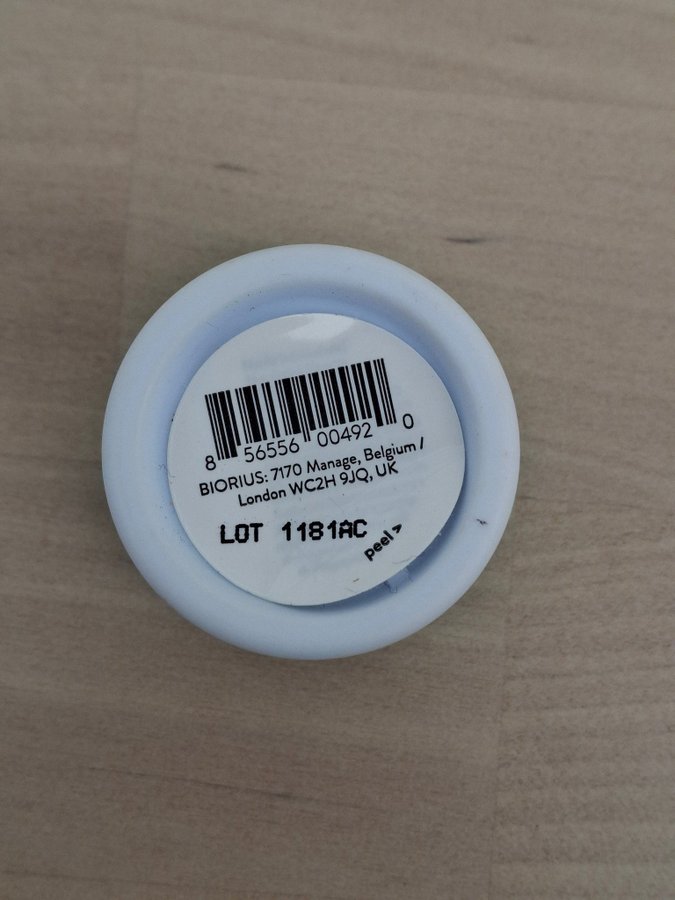 8 56556 00492 0
BIORIUS: 7170 Manage, Belgium /
London WC2H 9JQ, UK
LOT 1181AC
peel >